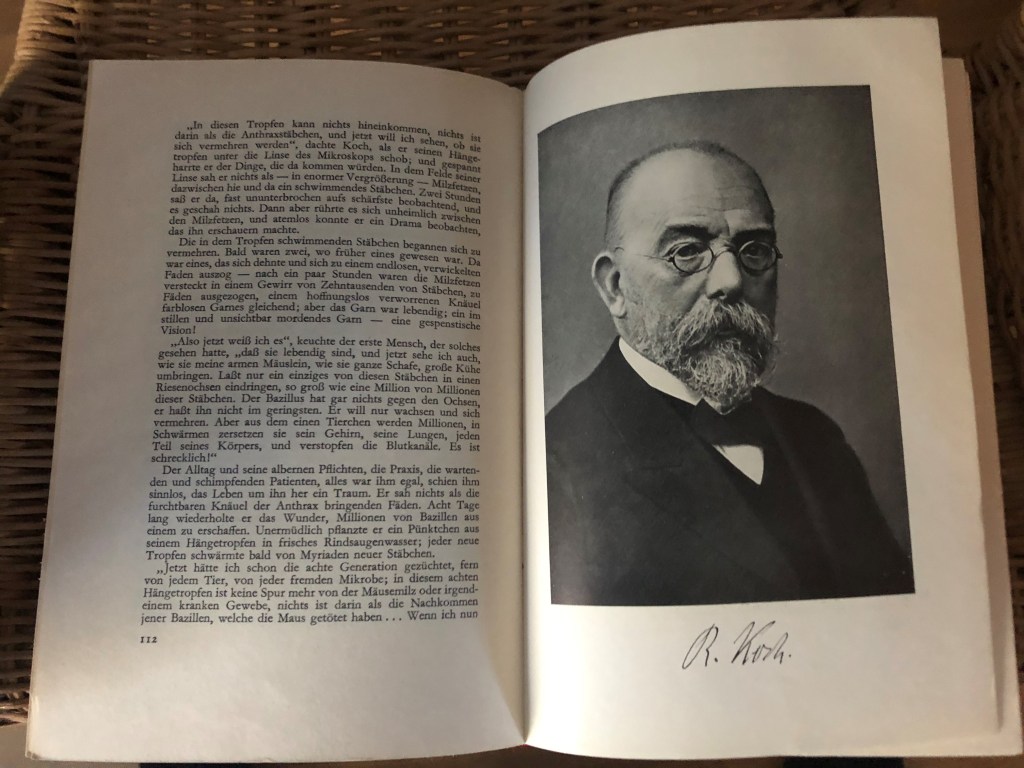 „In diesen Tropfen kann nichts hineinkommen, nichts ist
darin als die Anthraxstäbchen, und jetzt will ich sehen, ob sie
sich vermehren werden“, dachte Koch, als er seinen Hänge-
tropfen unter die Linse des Mikroskops schob; und gespannt
harrte er der Dinge, die da kommen würden. In dem Felde seiner
Linse sah er nichts als — in enormer Vergrößerung — Milzfetzen,
dazwischen hie und da ein schwimmendes Stäbchen. Zwei Stunden
saß er da, fast ununterbrochen aufs schärfste beobachtend, und
es geschah nichts. Dann aber rührte es sich unheimlich zwischen
den Milzfetzen, und atemlos konnte er ein Drama beobachten,
das ihn erschauern machte.
Die in dem Tropfen schwimmenden Stäbchen begannen sich zu
vermehren. Bald waren zwei, wo früher eines gewesen war. Da
war eines, das sich dehnte und sich zu einem endlosen, verwickelten
Faden auszog — nach ein paar Stunden waren die Milzfetzen
versteckt in einem Gewirr von Zehntausenden von Stäbchen, zu
Fäden ausgezogen, einem hoffnungslos verworrenen Knäuel
farblosen Garnes gleichend; aber das Garn war lebendig; ein im
stillen und unsichtbar mordendes Garn — eine gespenstische
Vision!
„Also jetzt weiß ich es“, keuchte der erste Mensch, der solches
gesehen hatte, „daß sie lebendig sind, und jetzt sehe ich auch,
wie sie meine armen Mäuslein, wie sie ganze Schafe, große Kühe
umbringen. Laßt nur ein einziges von diesen Stäbchen in einen
Riesenochsen eindringen, so groß wie eine Million von Millionen
dieser Stäbchen. Der Bazillus hat gar nichts gegen den Ochsen,
er haßt ihn nicht im geringsten. Er will nur wachsen und sich
vermehren. Aber aus dem einen Tierchen werden Millionen, in
Schwärmen zersetzen sie sein Gehirn, seine Lungen, jeden
Teil seines Körpers, und verstopfen die Blutkanäle. Es ist
schrecklich!“
Der Alltag und seine albernen Pflichten, die Praxis, die warten-
den und schimpfenden Patienten, alles war ihm egal, schien ihm
sinnlos, das Leben um ihn her ein Traum. Er sah nichts als die
furchtbaren Knäuel der Anthrax bringenden Fäden. Acht Tage
lang wiederholte er das Wunder, Millionen von Bazillen aus
einem zu erschaffen. Unermüdlich pflanzte er ein Pünktchen aus
seinem Hängetropfen in frisches Rindsaugenwasser; jeder neue
Tropfen schwärmte bald von Myriaden neuer Stäbchen.
„Jetzt hätte ich schon die achte Generation gezüchtet, fern
von jedem Tier, von jeder fremden Mikrobe; in diesem achten
Hängetropfen ist keine Spur mehr von der Mäusemilz oder irgend-
einem kranken Gewebe, nichts ist darin als die Nachkommen
jener Bazillen, welche die Maus getötet haben . . . Wenn ich nun
112
R. Koch.